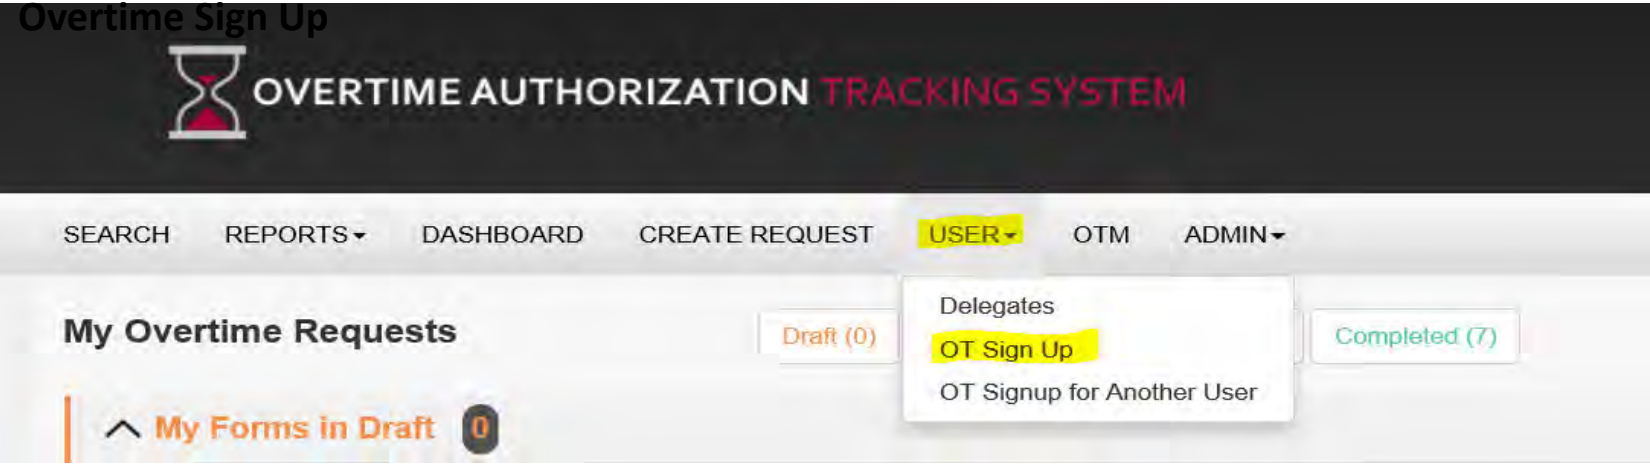 Overtime Sign Up
OVERTIME AUTHORIZATION TRACKING SYSTEM
SEARCH REPORTS DASHBOARD CREATE REQUEST USER OTM ADMIN
My Overtime Requests Draft (0) Completed (7)
Delegates
OT Sign Up
OT Signup for Another User
My Forms in Draft 0